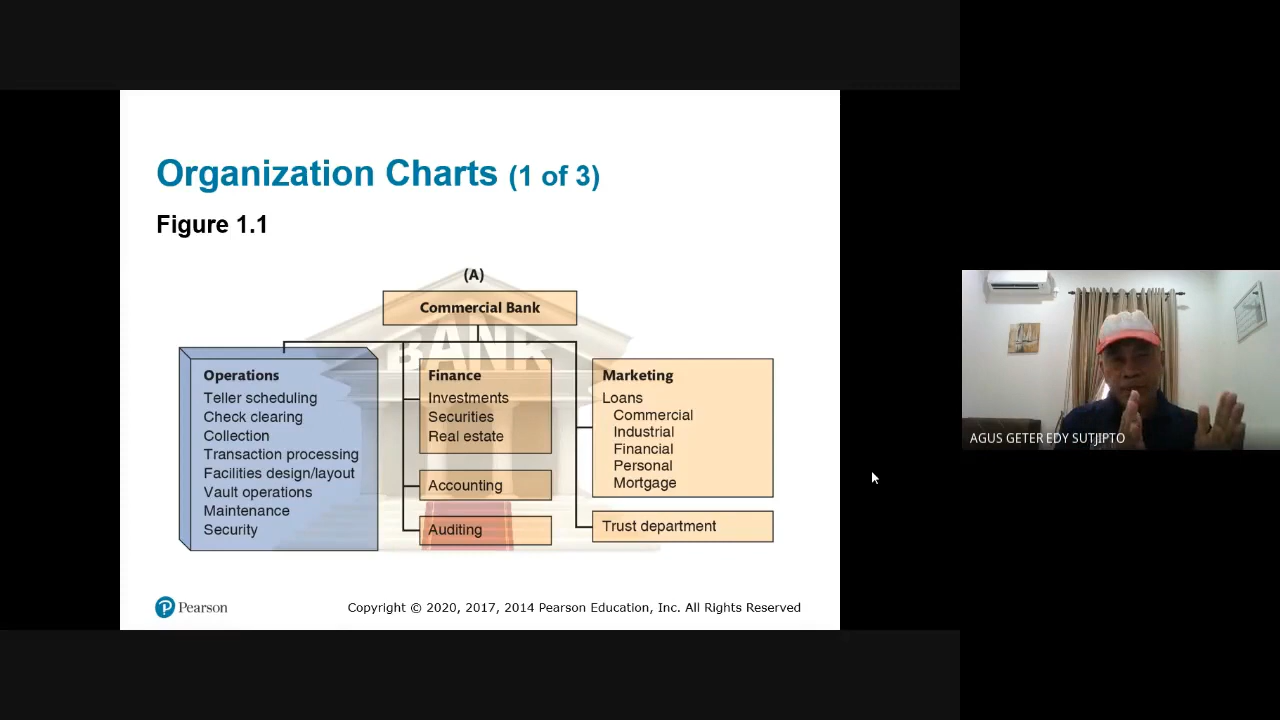 Organization Charts (1 of 3)
Figure 1.1
(A)
Commercial Bank
BANK
Operations
Teller scheduling
Check clearing
Collection
Transaction processing
Facilities design/layout
Vault operations
Maintenance
Security
Finance
Investments
Securities
Real estate
Accounting
Auditing
Marketing
Loans
Commercial
Industrial
Financial
Personal
Mortgage
Trust department
Pearson
Copyright © 2020, 2017, 2014 Pearson Education, Inc. All Rights Reserved
AGUS GETER EDY SUTJIPTO